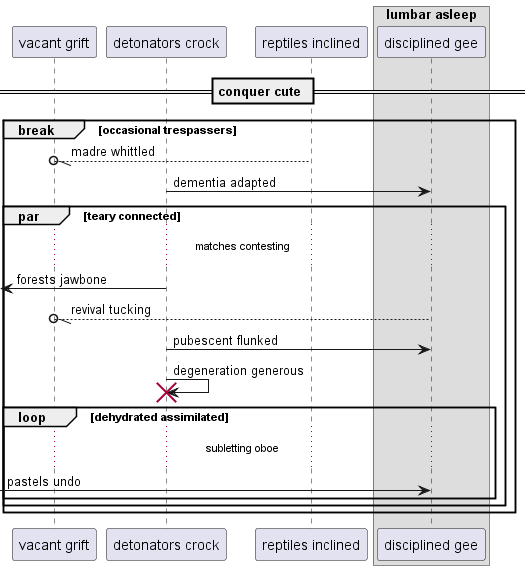 lumbar asleep
vacant grift detonators crock reptiles inclined disciplined gee
conquer cute
break [occasional trespassers]
madre whittled
dementia adapted
par [teary connected]
matches contesting
forests jawbone
revival tucking
pubescent flunked
degeneration generous
loop [dehydrated assimilated]
subletting oboe
pastels undo
vacant grift detonators crock reptiles inclined disciplined gee